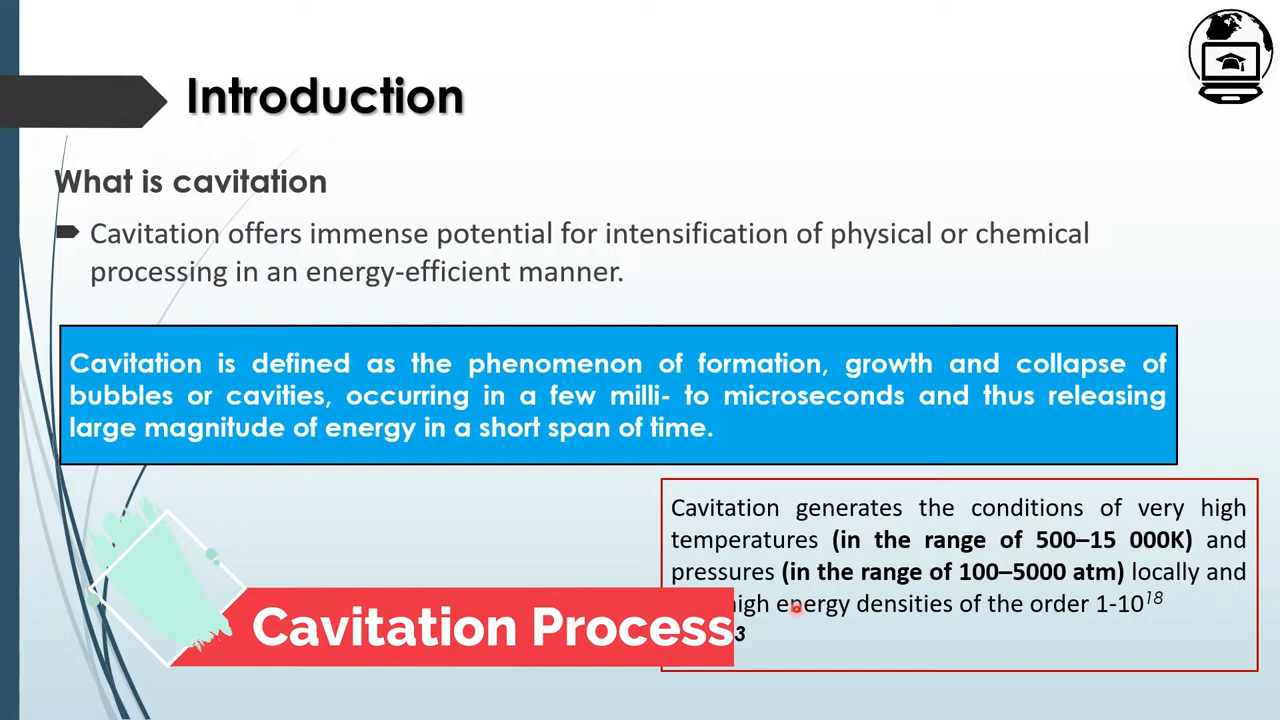 Introduction
What is cavitation
Cavitation offers immense potential for intensification of physical or chemical
processing in an energy-efficient manner.
Cavitation is defined as the phenomenon of formation, growth and collapse of
bubbles or cavities, occurring in a few milli- to microseconds and thus releasing
large magnitude of energy in a short span of time.
Cavitation generates the conditions of very high
temperatures (in the range of 500–15 000K) and
pressures (in the range of 100–5000 atm) locally and
high energy densities of the order 1-10¹⁸
3
Cavitation Process